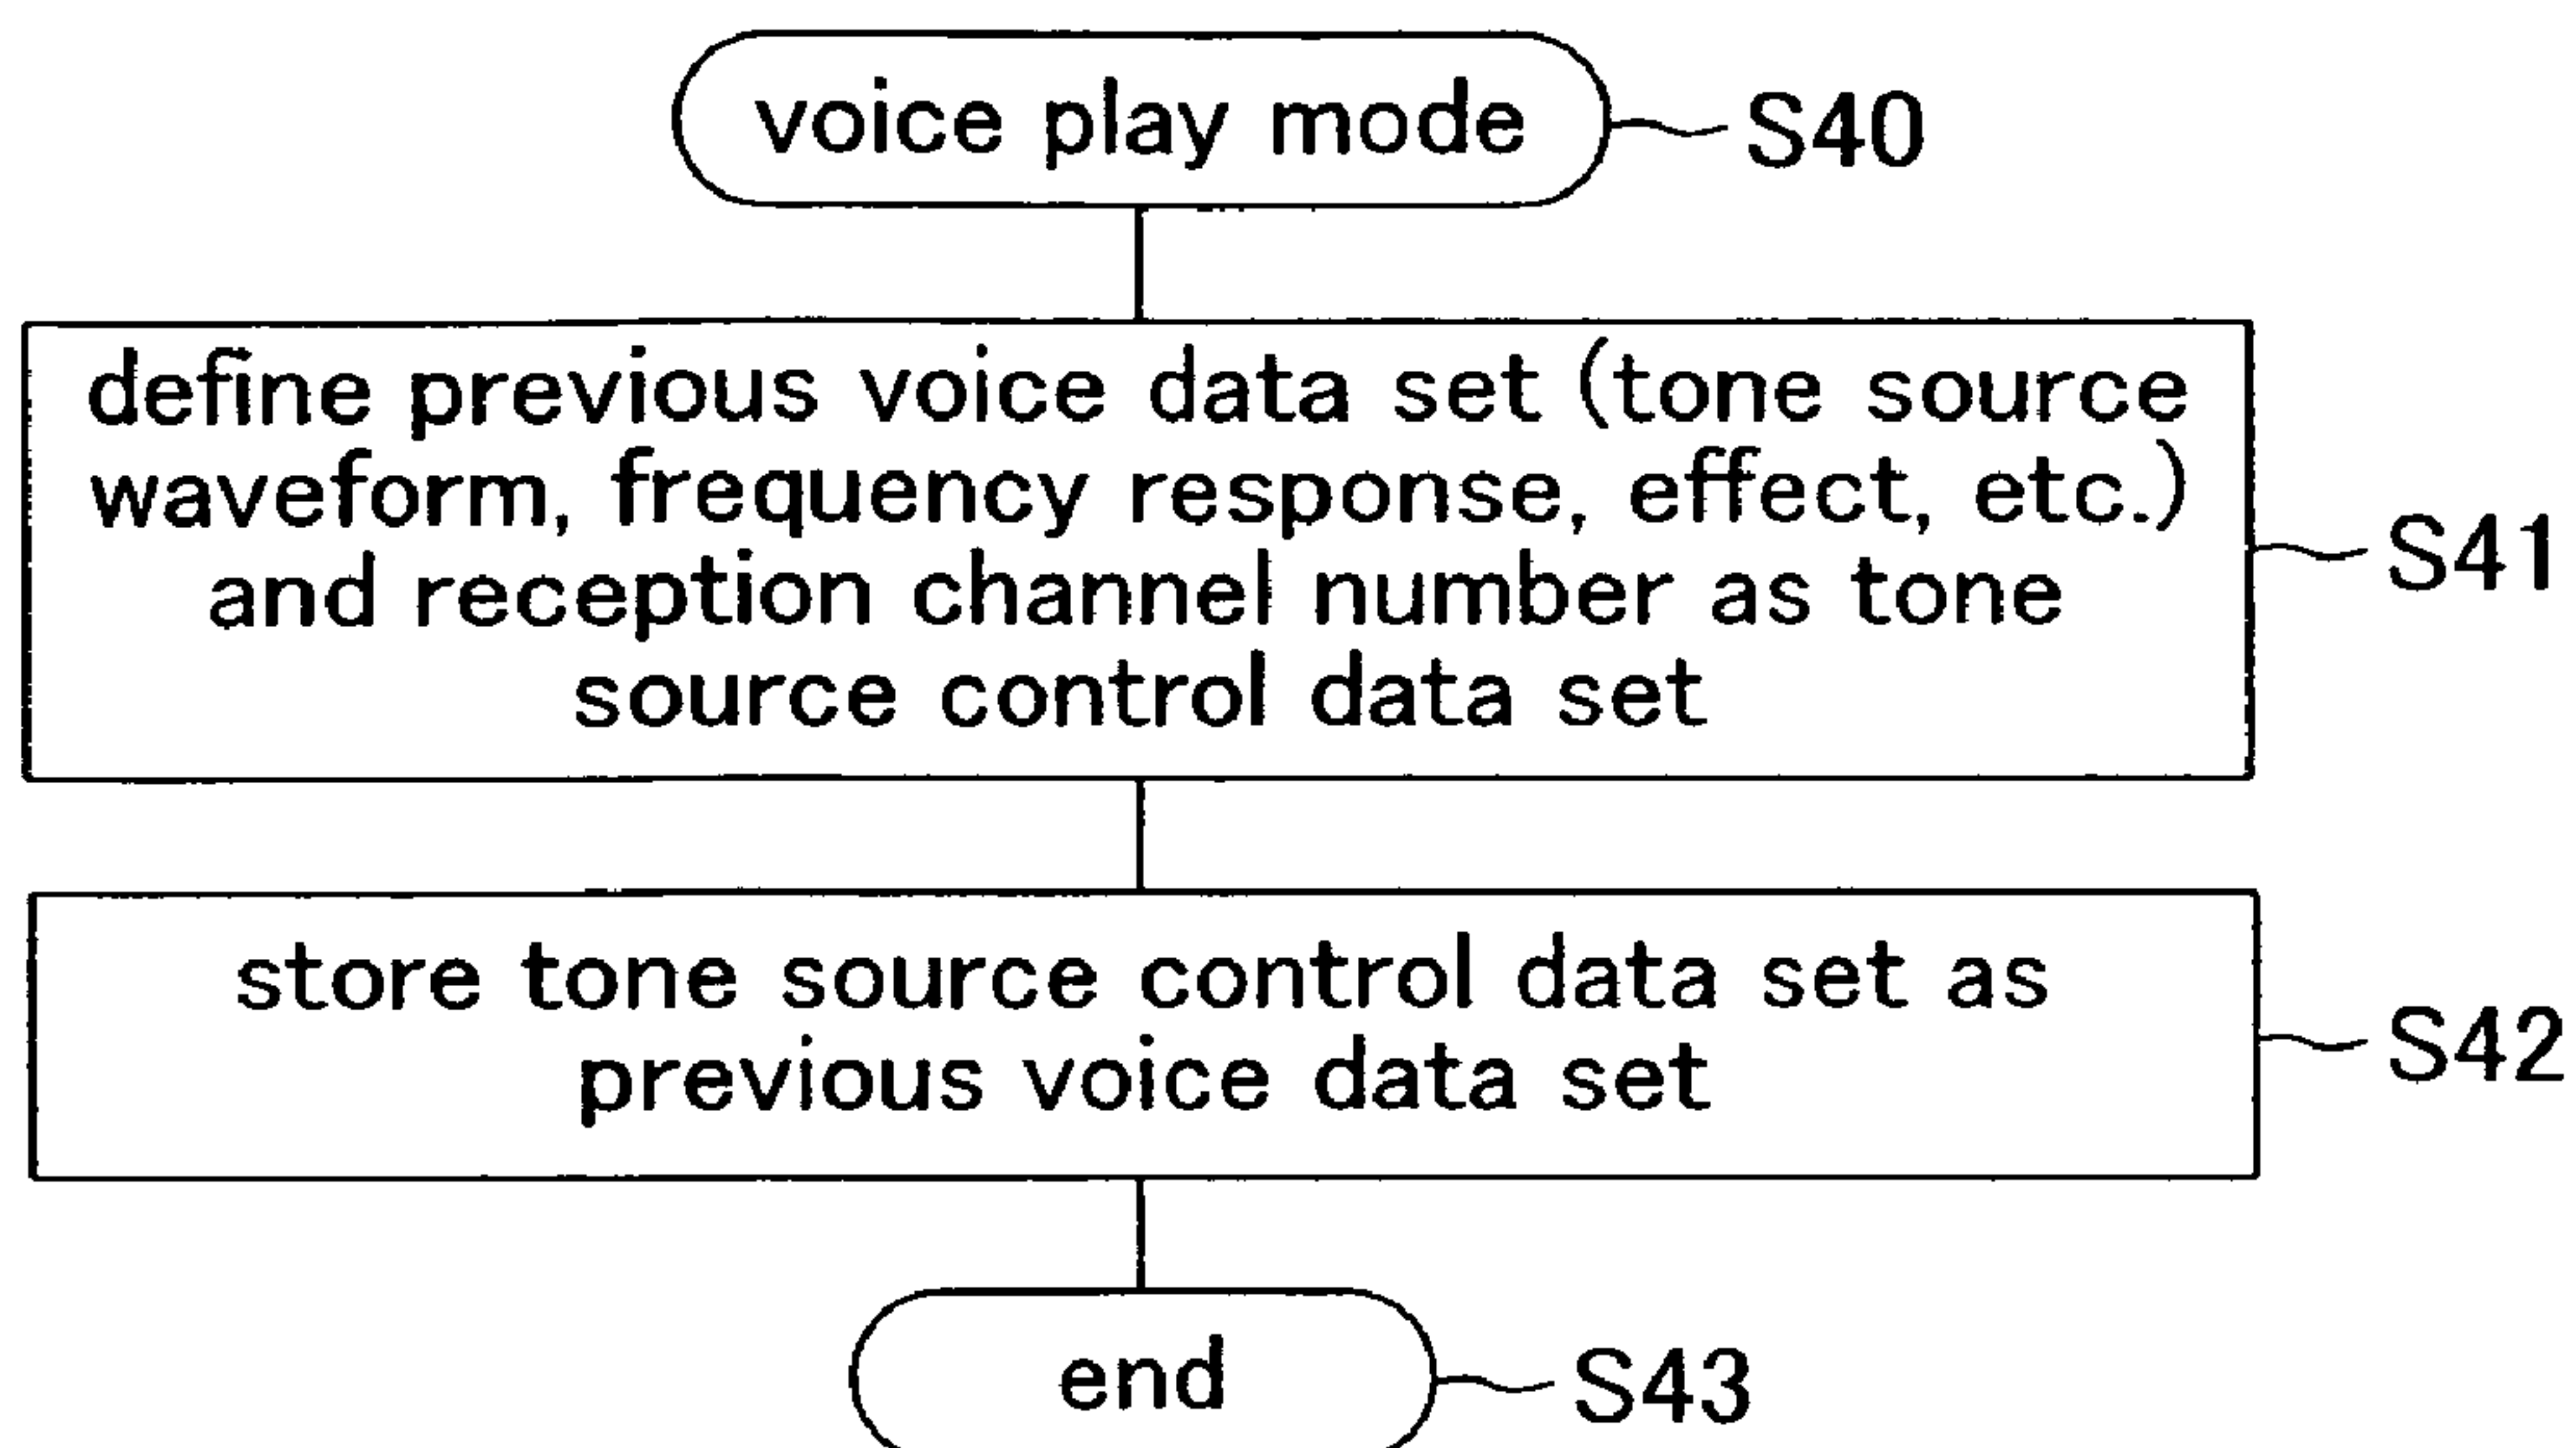 voice play mode
S40
define previous voice data set (tone source
waveform, frequency response, effect, etc.)
and reception channel number as tone
source control data set
S41
store tone source control data set as
previous voice data set
S42
end
S43